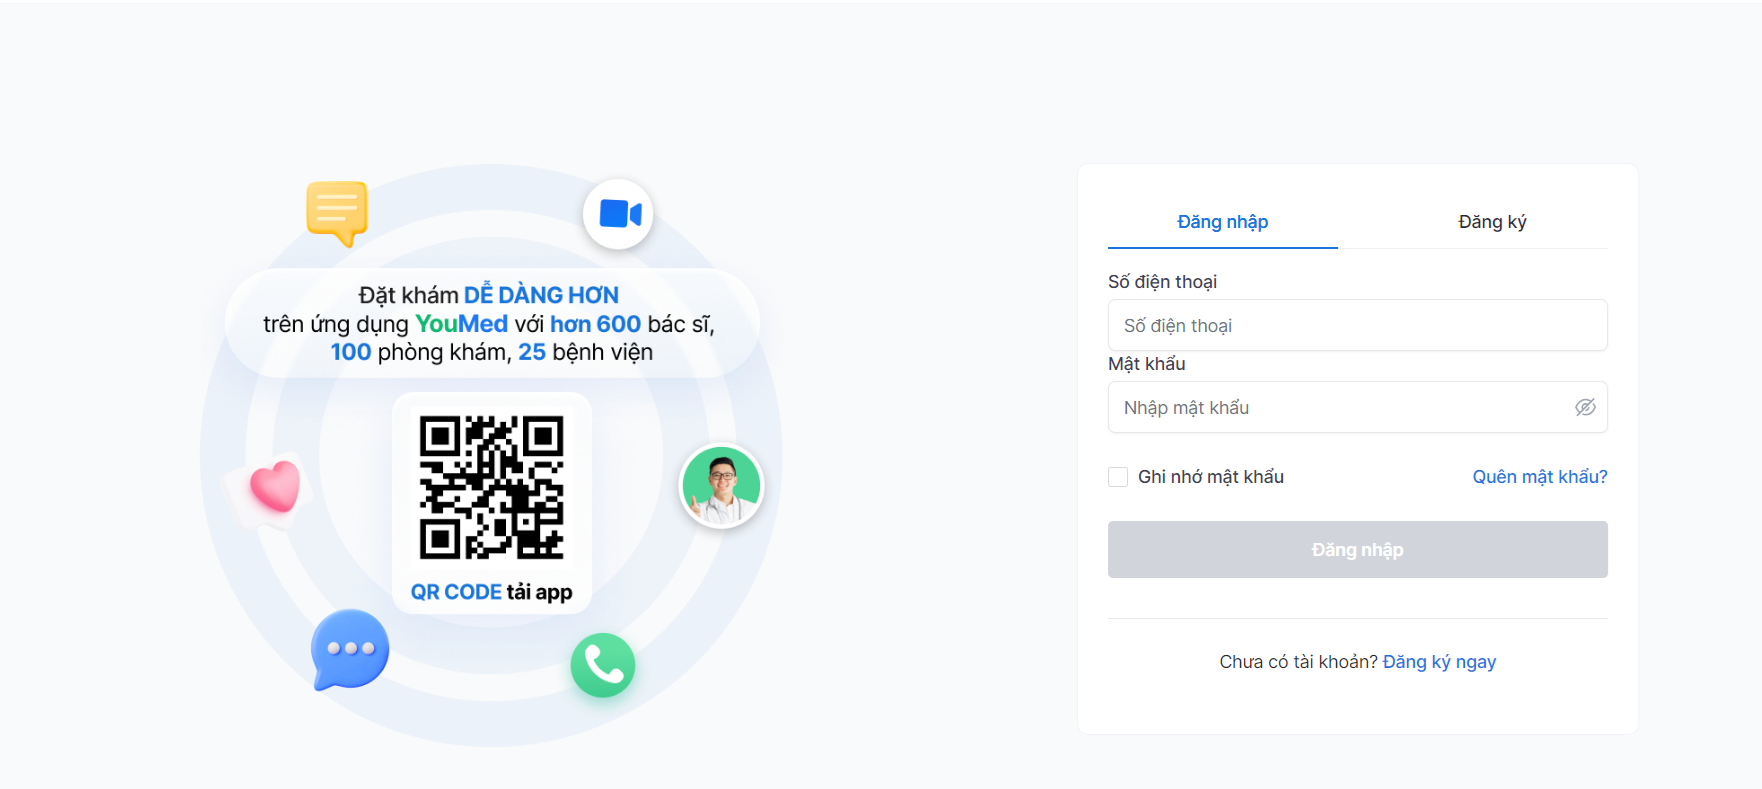 Đặt khám DỄ DÀNG HƠN
trên ứng dụng YouMed với hơn 600 bác sĩ,
100 phòng khám, 25 bệnh viện
QR CODE tải app
Đăng nhập
Đăng ký
Số điện thoại
Số điện thoại
Mật khẩu
Nhập mật khẩu
Ghi nhớ mật khẩu
Quên mật khẩu?
Đăng nhập
Chưa có tài khoản? Đăng ký ngay